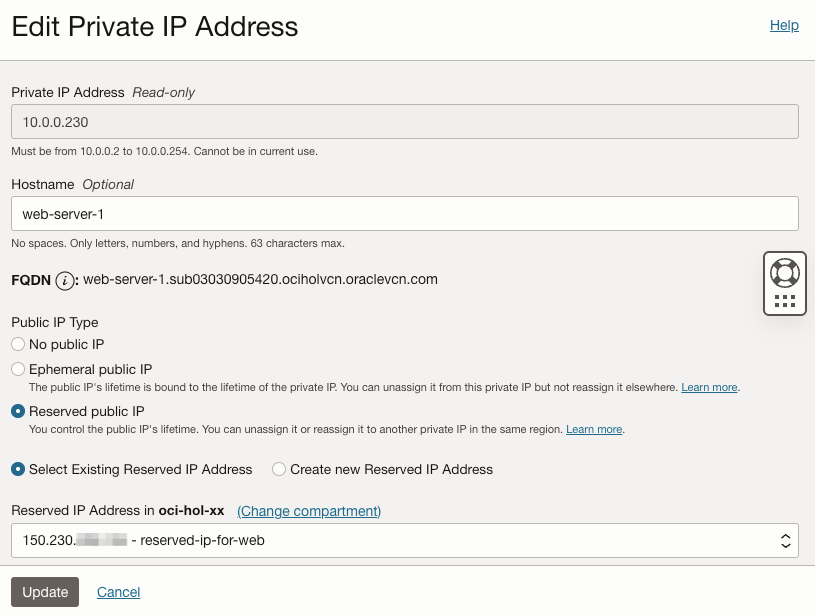 Edit Private IP Address
Help
Private IP Address Read-only
10.0.0.230
Must be from 10.0.0.2 to 10.0.0.254. Cannot be in current use.
Hostname Optional
web-server-1
No spaces. Only letters, numbers, and hyphens. 63 characters max.
FQDN i : web-server-1.sub03030905420.ociholvcn.oraclevcn.com
Public IP Type
No public IP
Ephemeral public IP
The public IP's lifetime is bound to the lifetime of the private IP. You can unassign it from this private IP but not reassign it elsewhere. Learn more.
Reserved public IP
You control the public IP's lifetime. You can unassign it or reassign it to another private IP in the same region. Learn more.
Select Existing Reserved IP Address Create new Reserved IP Address
Reserved IP Address in oci-hol-xx (Change compartment)
150.230. - reserved-ip-for-web
Update Cancel